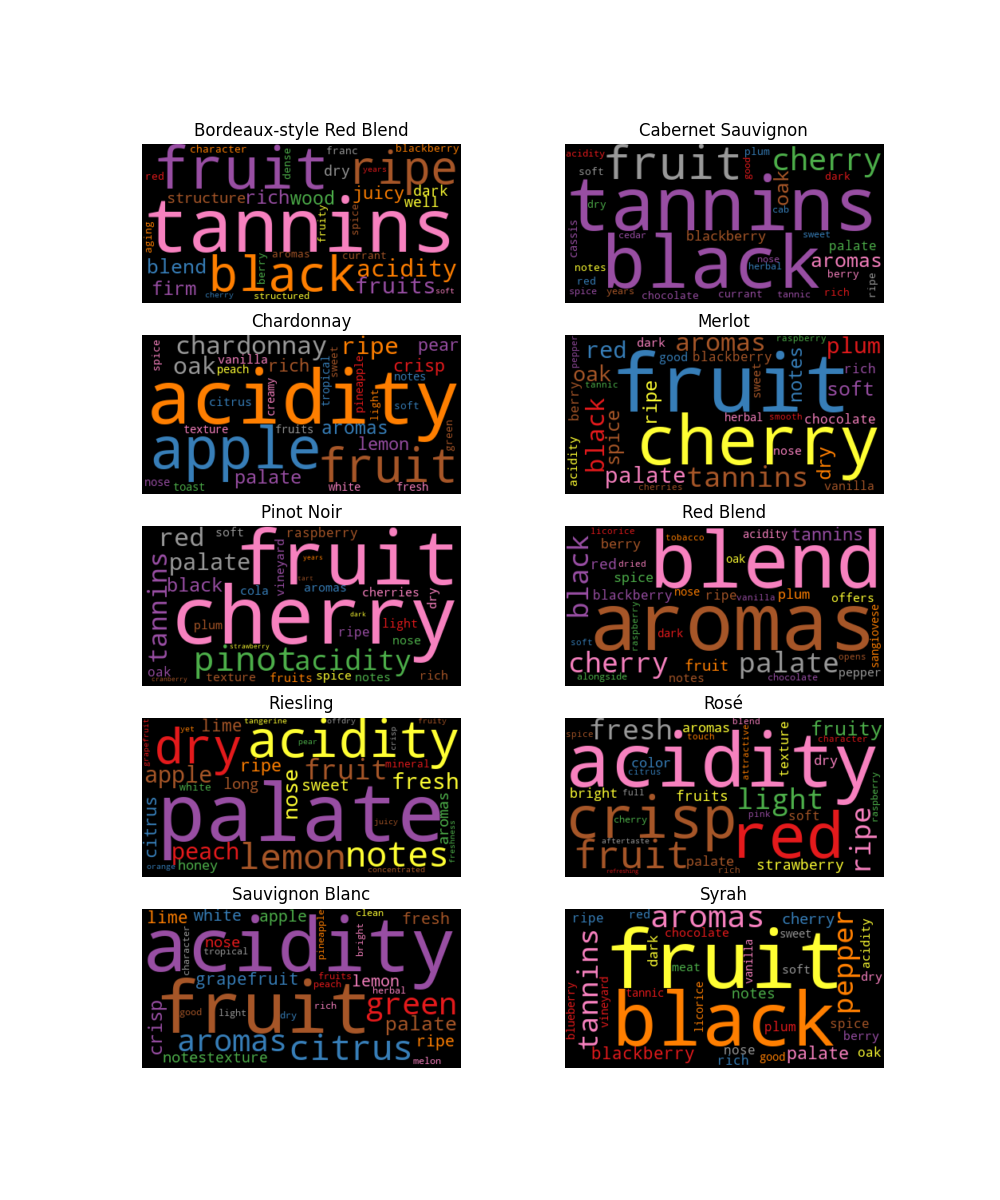 Bordeaux-style Red Blend
character franc blackberry
fruit dense dry years ripe
red
structure rich wood juicy dark
well
tannins fruity spice
aging
aromas currant
blend black berry acidity
firm fruits
cherry structured soft
Cabernet Sauvignon
acidity fruit good plum cherry
soft oak dark
dry tannins cab
cassis cedar blackberry sweet
palate
notes black nose herbal aromas
red berry
spice years chocolate currant tannic rich ripe
Chardonnay
spice chardonnay ripe pear
oak vanilla peach rich sweet pineapple crisp
tropical notes
acidity creamy light
citrus soft
texture fruits aromas green
apple lemon
palate fruit
nose toast white fresh
Merlot
pepper dark aromas raspberry
red good blackberry plum
oak tannic fruit sweet notes rich
soft
berry black ripe
spice herbal smooth chocolate
cherry
acidity nose dry
palate tannins
cherries vanilla
Pinot Noir
red soft raspberry
fruit
palate vineyard years
tannins black cola tart aromas cherries dry
cherry dark
plum ripe light
strawberry nose
pinot acidity
oak cranberry texture fruits spice notes rich
Red Blend
licorice tobacco acidity tannins
black berry blend
red dried oak
spice
blackberry nose ripe vanilla plum offers
aromas
soft raspberry dark sangiovese
cherry fruit palate opens
alongside notes chocolate pepper
Riesling
grapefruit yet lime tangerine offdry fruity
dry acidity
pear crisp
apple ripe fruit mineral
white long nose sweet fresh
palate
citrus juicy aromas freshness
peach lemon notes
orange honey concentrated
Rosé
spice fresh aromas blend fruity
touch texture character
acidity
color attractive dry
citrus
bright full fruits light raspberry
crisp pink soft
cherry red ripe
aftertaste
fruit palate
refreshing rich strawberry
Sauvignon Blanc
lime white apple pineapple clean fresh
acidity
character nose bright
tropical
grapefruit fruits lemon
peach herbal
fruit rich green
good light dry
crisp palate
aromas citrus ripe
notes texture melon
Syrah
ripe red aromas cherry pepper
tannins dark chocolate sweet acidity
fruit
meat vanilla soft dry
blueberry vineyard tannic licorice notes
black plum spice
berry
blackberry nose good palate oak
rich